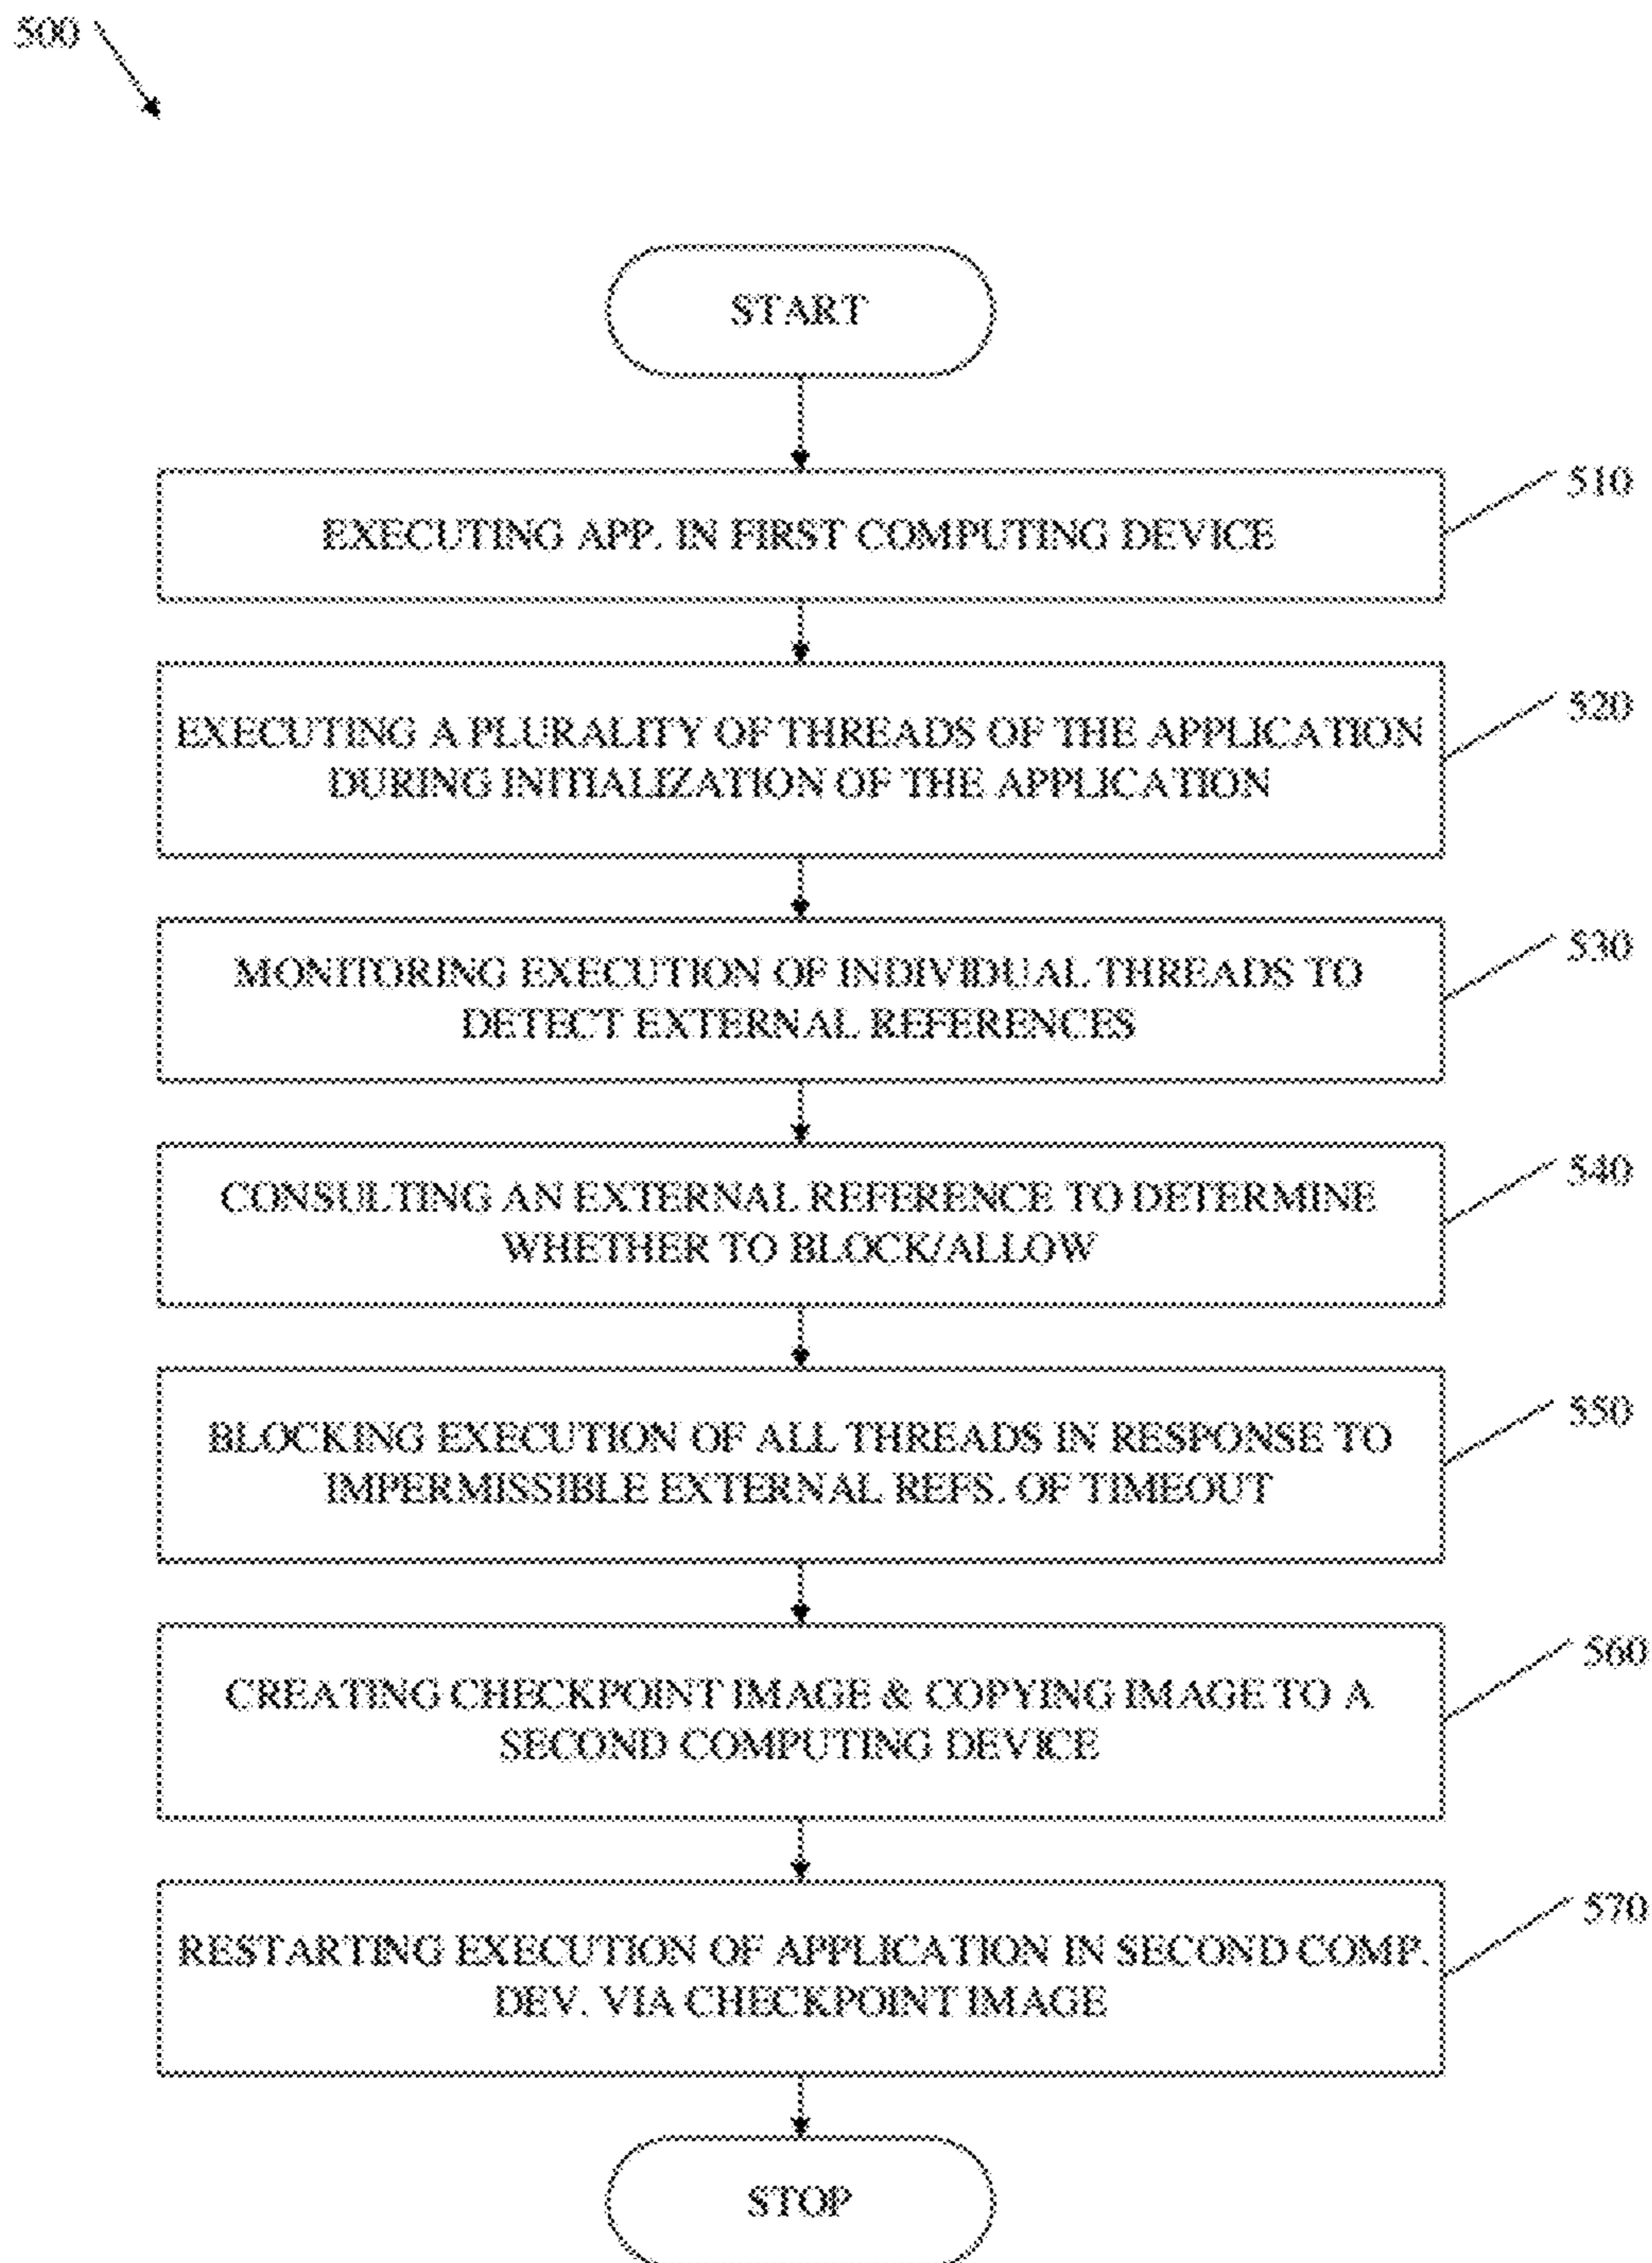 500
START
EXECUTING APP. IN FIRST COMPUTING DEVICE
510
EXECUTING A PLURALITY OF THREADS OF THE APPLICATION
DURING INITIALIZATION OF THE APPLICATION
520
MONITORING EXECUTION OF INDIVIDUAL THREADS TO
DETECT EXTERNAL REFERENCES
530
CONSULTING AN EXTERNAL REFERENCE TO DETERMINE
WHETHER TO BLOCK/ALLOW
540
BLOCKING EXECUTION OF ALL THREADS IN RESPONSE TO
IMPERMISSIBLE EXTERNAL REFS. OF TIMEOUT
550
CREATING CHECKPOINT IMAGE & COPYING IMAGE TO A
SECOND COMPUTING DEVICE
560
RESTARTING EXECUTION OF APPLICATION IN SECOND COMP.
DEV. VIA CHECKPOINT IMAGE
570
STOP